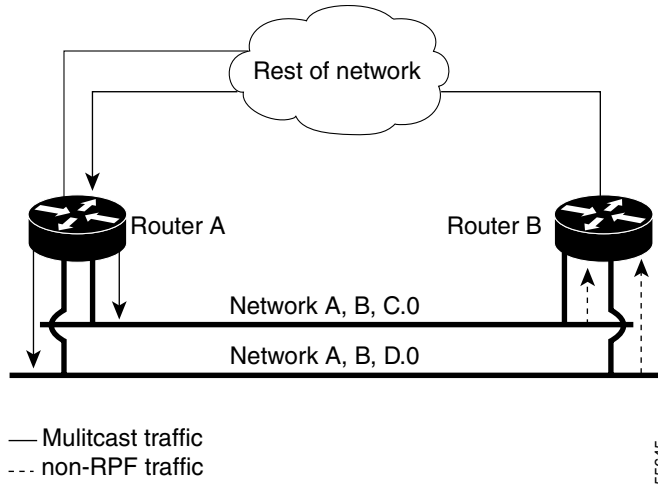 Rest of network
Router A
Router B
Network A, B, C.0
Network A, B, D.0
Mulitcast traffic
non-RPF traffic